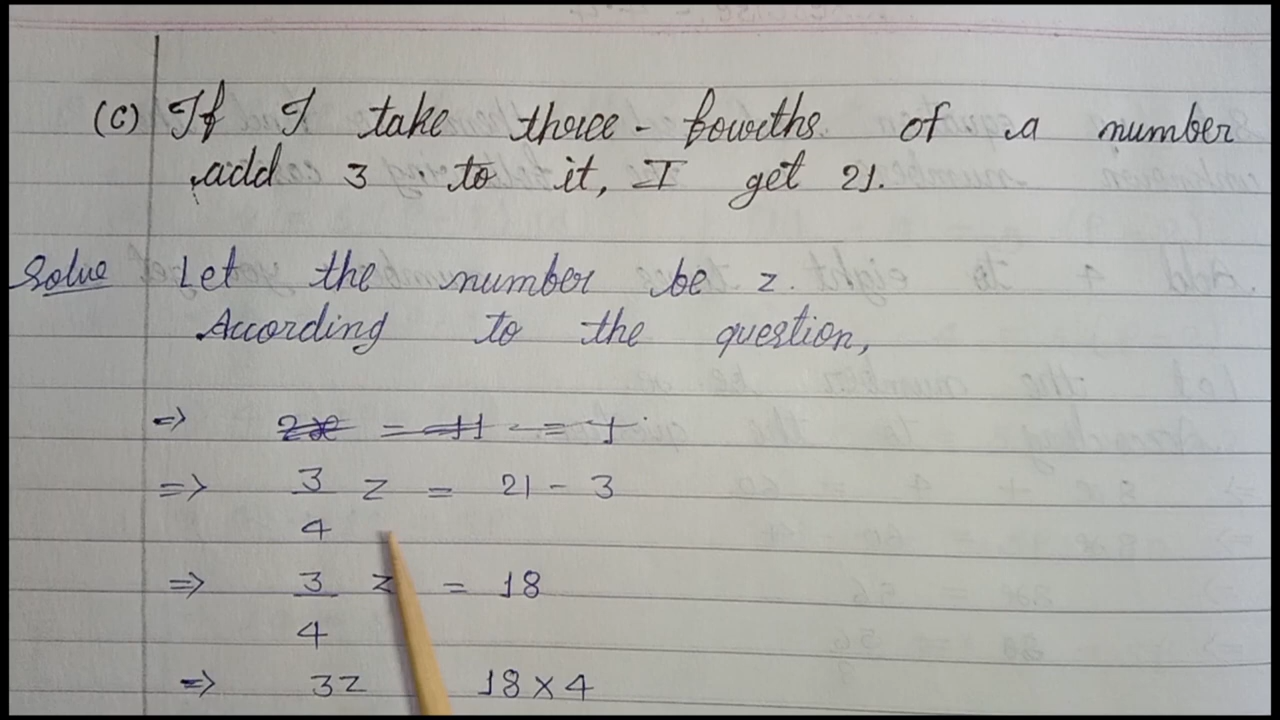 (C) If I take three - fourths of a number
add 3 to it, I get 21.
Solve Let the number be z.
According to the question,
=> 2x = 11 - = 1
=> 3/4 z = 21 - 3
=> 3/4 z = 18
=> 3z 18 × 4